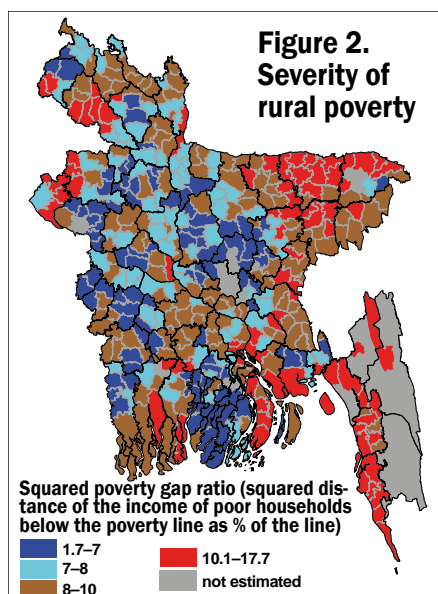 Figure 2.
Severity of
rural poverty
Squared poverty gap ratio (squared dis-
tance of the income of poor households
below the poverty line as % of the line)
1.7–7
7–8
8–10
10.1–17.7
not estimated